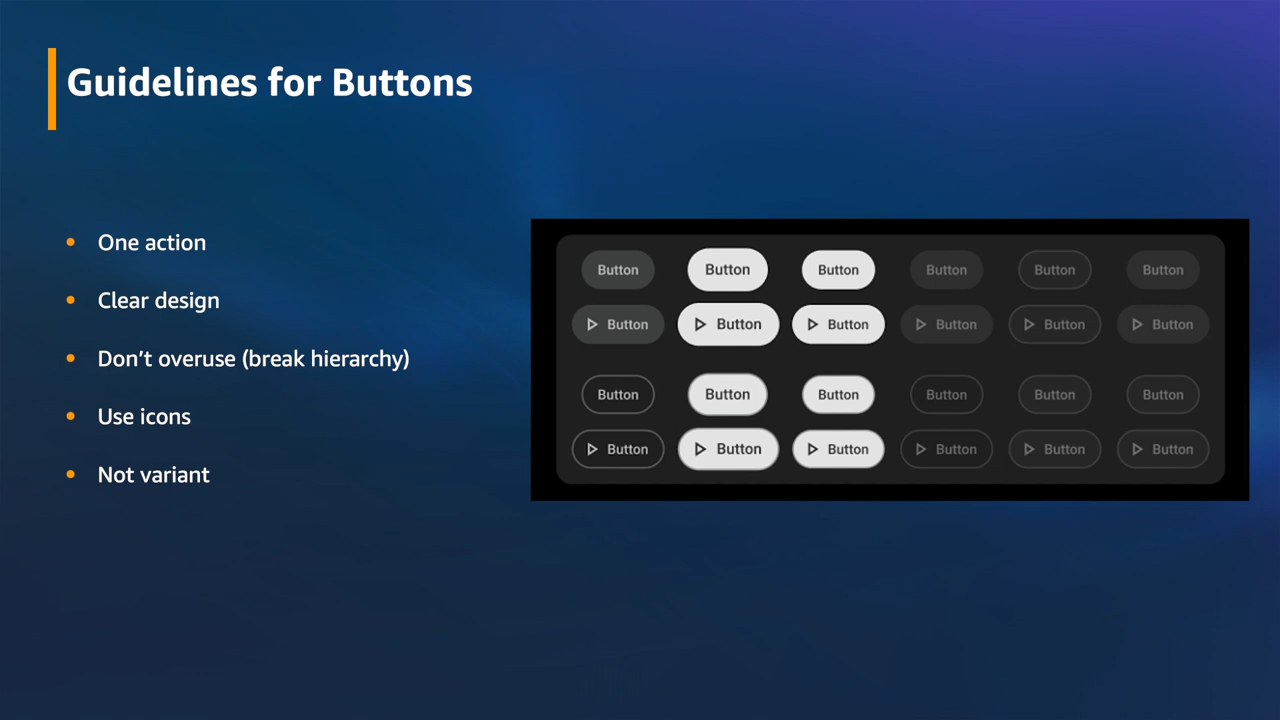 Guidelines for Buttons
One action
Clear design
Don’t overuse (break hierarchy)
Use icons
Not variant
Button Button Button Button Button Button
Button Button Button Button Button Button
Button Button Button Button Button Button
Button Button Button Button Button Button